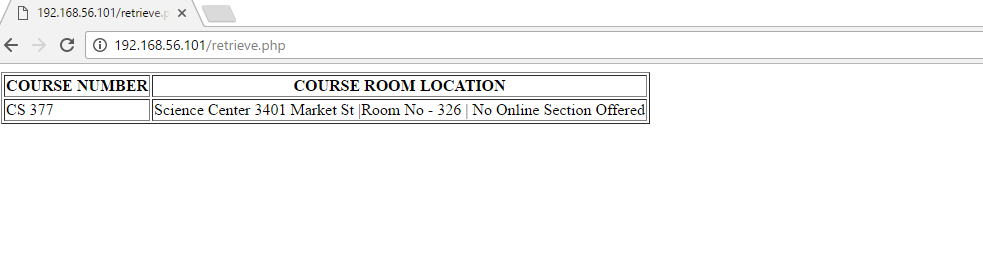 192.168.56.101/retrieve.p
192.168.56.101/retrieve.php
COURSE NUMBER COURSE ROOM LOCATION
CS 377 Science Center 3401 Market St |Room No - 326 | No Online Section Offered